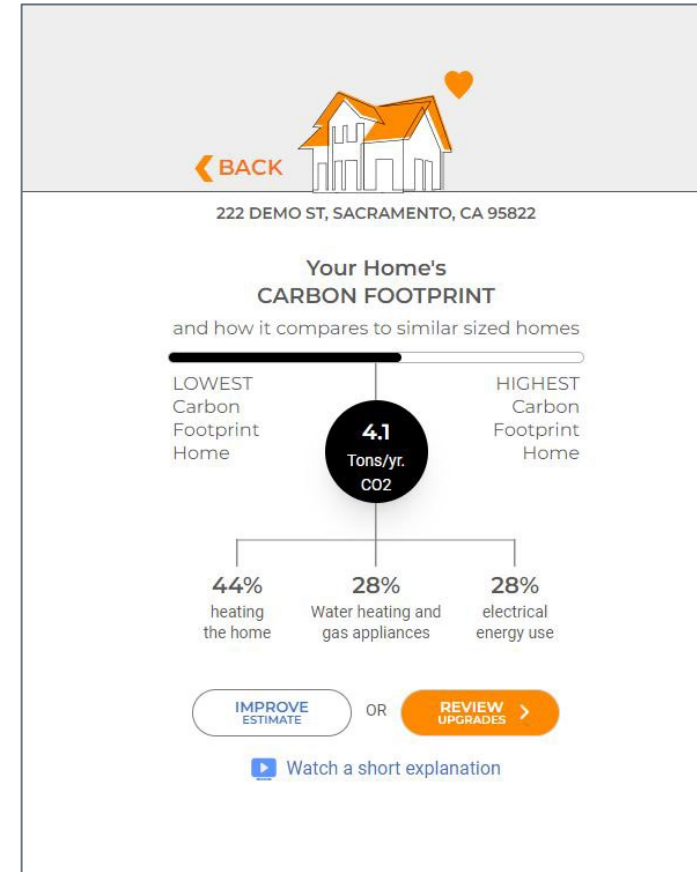 BACK
222 DEMO ST, SACRAMENTO, CA 95822
Your Home's
CARBON FOOTPRINT
and how it compares to similar sized homes
LOWEST
Carbon
Footprint
Home
HIGHEST
Carbon
Footprint
Home
4.1
Tons/yr.
CO2
44%
heating
the home
28%
Water heating and
gas appliances
28%
electrical
energy use
IMPROVE
ESTIMATE
OR
REVIEW
UPGRADES
Watch a short explanation